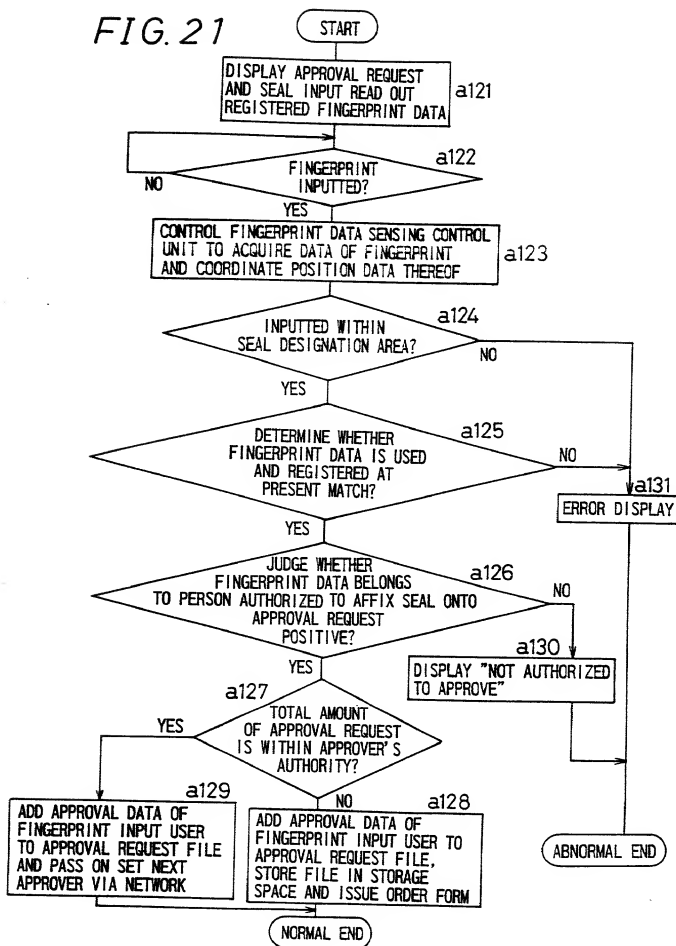 FIG. 21
START
DISPLAY APPROVAL REQUEST
AND SEAL INPUT READ OUT
REGISTERED FINGERPRINT DATA
a121
a122
FINGERPRINT
INPUTTED?
NO
YES
CONTROL FINGERPRINT DATA SENSING CONTROL
UNIT TO ACQUIRE DATA OF FINGERPRINT
AND COORDINATE POSITION DATA THEREOF
a123
a124
INPUTTED WITHIN
SEAL DESIGNATION AREA?
NO
YES
a125
DETERMINE WHETHER
FINGERPRINT DATA IS USED
AND REGISTERED AT
PRESENT MATCH?
NO
YES
a131
ERROR DISPLAY
a126
JUDGE WHETHER
FINGERPRINT DATA BELONGS
TO PERSON AUTHORIZED TO AFFIX SEAL ONTO
APPROVAL REQUEST
POSITIVE?
NO
YES
a130
DISPLAY "NOT AUTHORIZED
TO APPROVE"
a127
TOTAL AMOUNT
OF APPROVAL REQUEST
IS WITHIN APPROVER'S
AUTHORITY?
YES
NO
a129
ADD APPROVAL DATA OF
FINGERPRINT INPUT USER
TO APPROVAL REQUEST FILE
AND PASS ON SET NEXT
APPROVER VIA NETWORK
a128
ADD APPROVAL DATA OF
FINGERPRINT INPUT USER TO
APPROVAL REQUEST FILE,
STORE FILE IN STORAGE
SPACE AND ISSUE ORDER FORM
ABNORMAL END
NORMAL END